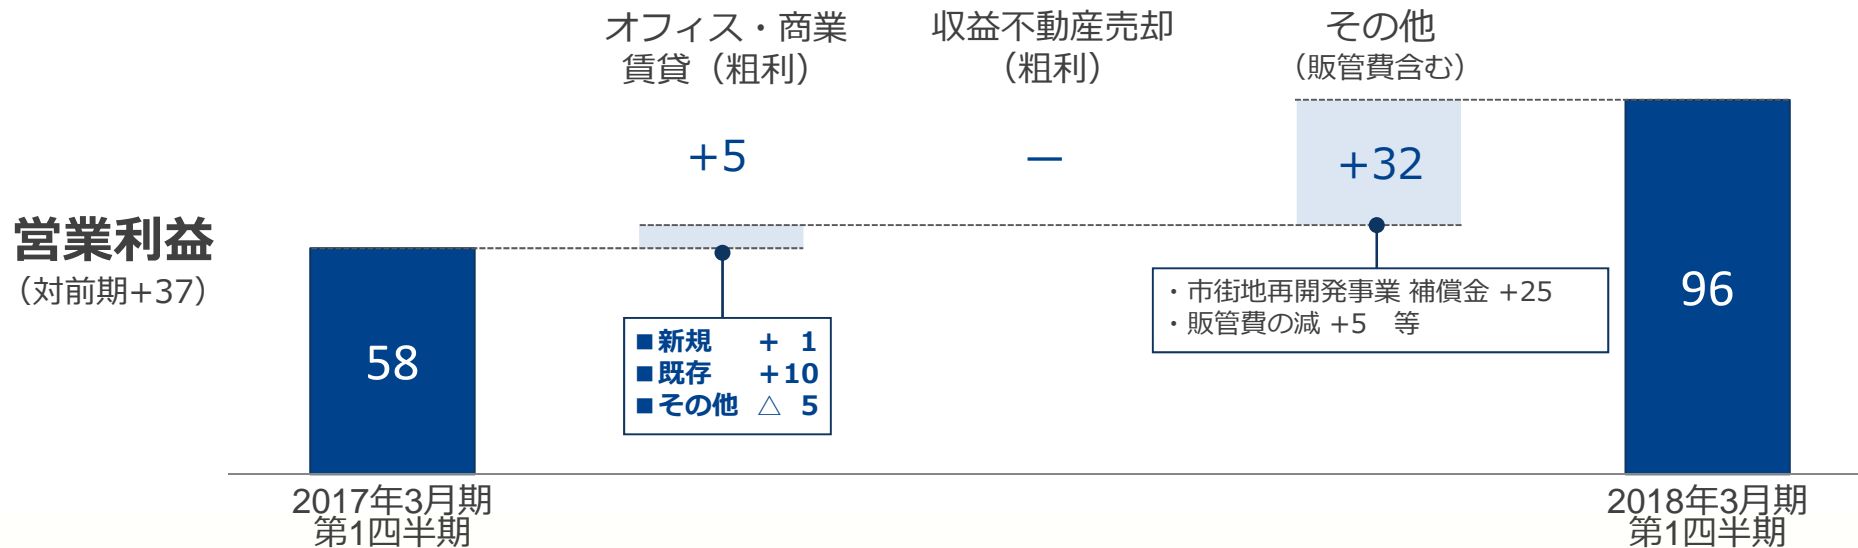 オフィス・商業
賃貸（粗利）
収益不動産売却
（粗利）
その他
（販管費含む）
+5
―
+32
営業利益
（対前期+37）
58
■新規 + 1
■既存 +10
■その他 △ 5
・市街地再開発事業 補償金 +25
・販管費の減 +5　等
96
2017年3月期
第1四半期
2018年3月期
第1四半期